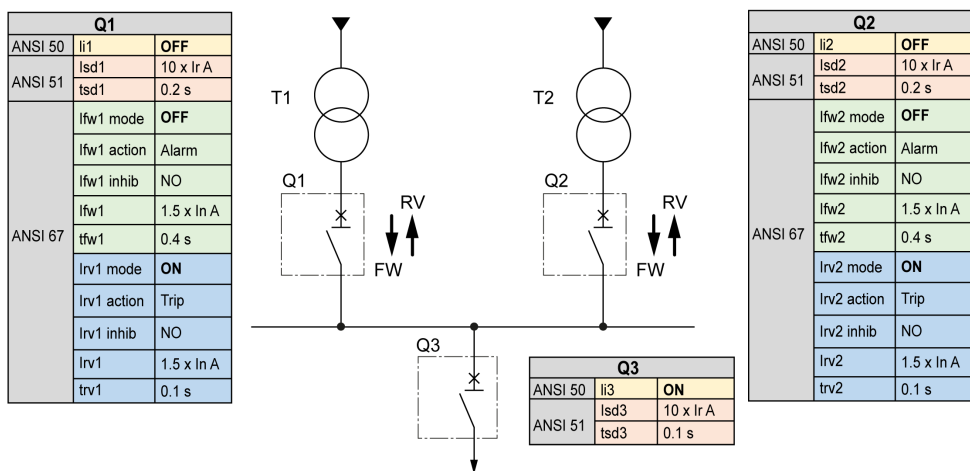 Q1
ANSI 50 Ii1 OFF
ANSI 51 Isd1 10 x Ir A
tsd1 0.2 s
ANSI 67 Ifw1 mode OFF
Ifw1 action Alarm
Ifw1 inhib NO
Ifw1 1.5 x In A
tfw1 0.4 s
Irv1 mode ON
Irv1 action Trip
Irv1 inhib NO
Irv1 1.5 x In A
trv1 0.1 s
T1
T2
Q1
RV
FW
Q2
RV
FW
Q3
Q3
ANSI 50 Ii3 ON
ANSI 51 Isd3 10 x Ir A
tsd3 0.1 s
Q2
ANSI 50 Ii2 OFF
ANSI 51 Isd2 10 x Ir A
tsd2 0.2 s
ANSI 67 Ifw2 mode OFF
Ifw2 action Alarm
Ifw2 inhib NO
Ifw2 1.5 x In A
tfw2 0.4 s
Irv2 mode ON
Irv2 action Trip
Irv2 inhib NO
Irv2 1.5 x In A
trv2 0.1 s